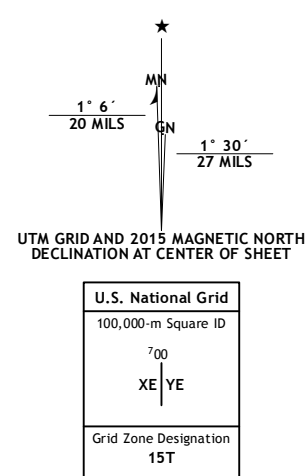 ★
MN
1° 6´
20 MILS
GN
1° 30´
27 MILS
UTM GRID AND 2015 MAGNETIC NORTH
DECLINATION AT CENTER OF SHEET
U.S. National Grid
100,000-m Square ID
⁷00
XE YE
Grid Zone Designation
15T